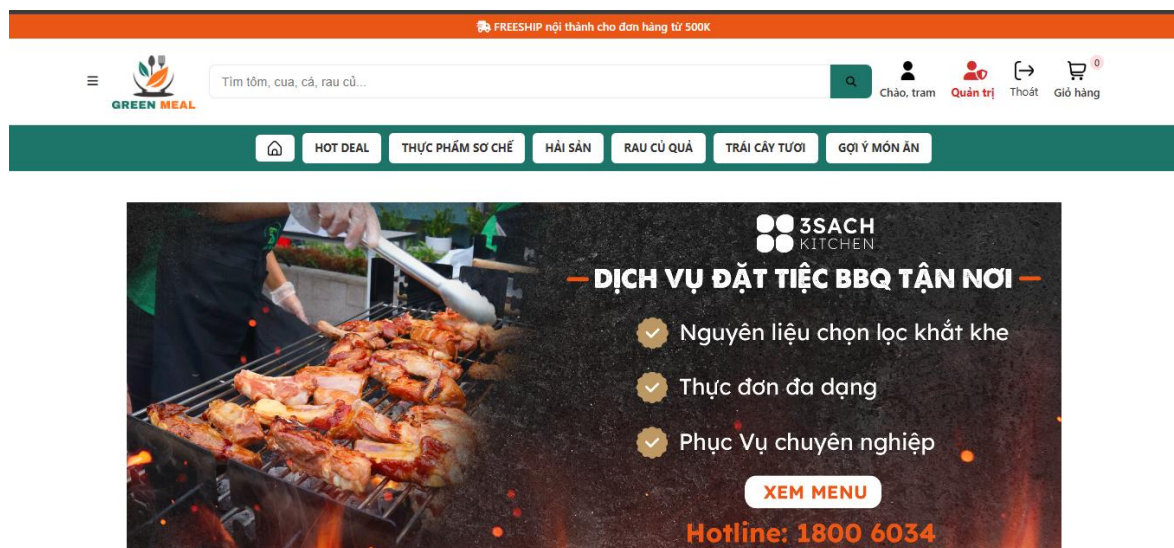 FREESHIP nội thành cho đơn hàng từ 500K
GREEN MEAL
Tìm tôm, cua, cá, rau củ...
Chào, tram
Quản trị
Thoát
0
Giỏ hàng
HOT DEAL
THỰC PHẨM SƠ CHẾ
HẢI SẢN
RAU CỦ QUẢ
TRÁI CÂY TƯƠI
GỢI Ý MÓN ĂN
3SACH
KITCHEN
DỊCH VỤ ĐẶT TIỆC BBQ TẬN NƠI
Nguyên liệu chọn lọc khắt khe
Thực đơn đa dạng
Phục Vụ chuyên nghiệp
XEM MENU
Hotline: 1800 6034